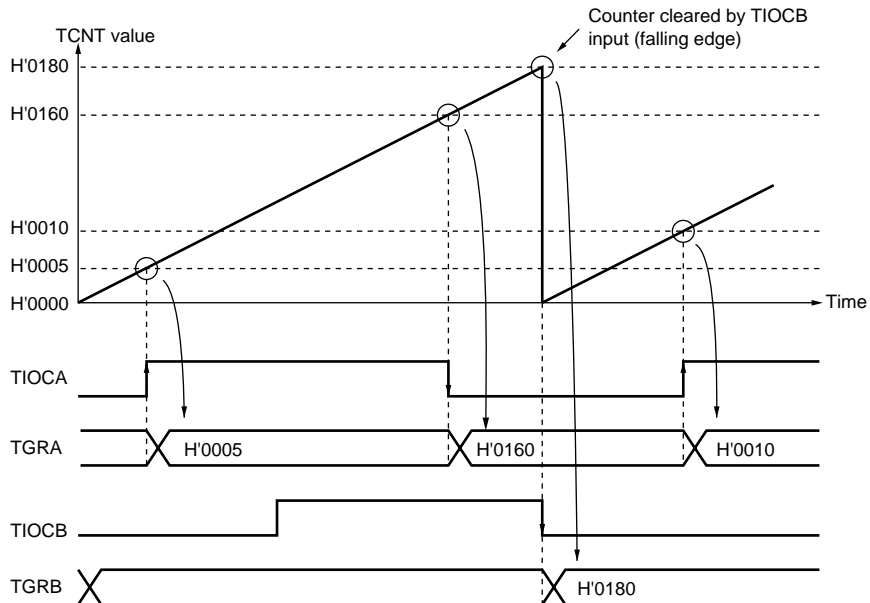 Counter cleared by TIOCB
input (falling edge)
TCNT value
H'0180
H'0160
H'0010
H'0005
H'0000
Time
TIOCA
TGRA
H'0005
H'0160
H'0010
TIOCB
TGRB
H'0180